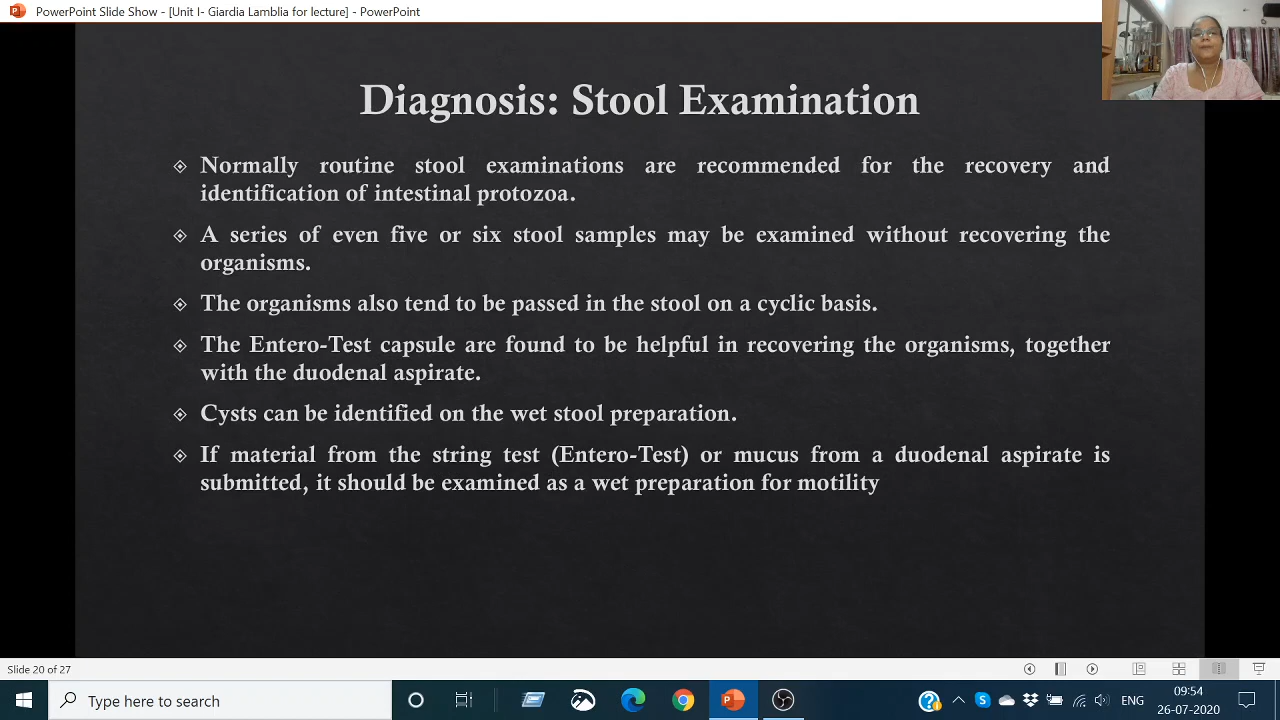 PowerPoint Slide Show - [Unit I- Giardia Lamblia for lecture] - PowerPoint
Diagnosis: Stool Examination
Normally routine stool examinations are recommended for the recovery and
identification of intestinal protozoa.
A series of even five or six stool samples may be examined without recovering the
organisms.
The organisms also tend to be passed in the stool on a cyclic basis.
The Entero-Test capsule are found to be helpful in recovering the organisms, together
with the duodenal aspirate.
Cysts can be identified on the wet stool preparation.
If material from the string test (Entero-Test) or mucus from a duodenal aspirate is
submitted, it should be examined as a wet preparation for motility
Slide 20 of 27
Type here to search
ENG
09:54
26-07-2020